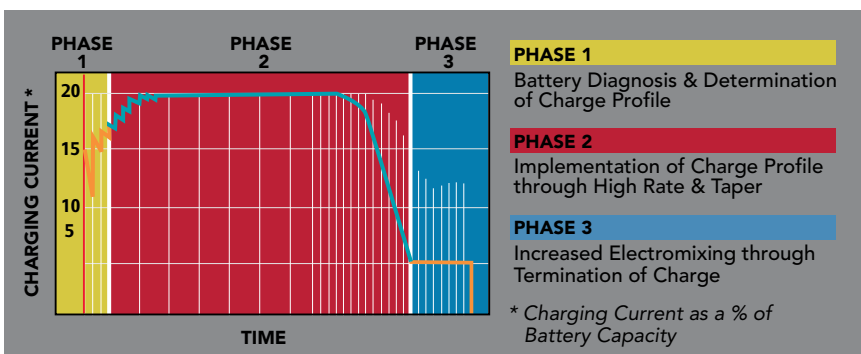 PHASE
1
PHASE
2
PHASE
3
CHARGING CURRENT *
20
15
10
5
TIME
PHASE 1
Battery Diagnosis & Determination
of Charge Profile
PHASE 2
Implementation of Charge Profile
through High Rate & Taper
PHASE 3
Increased Electromixing through
Termination of Charge
* Charging Current as a % of
Battery Capacity